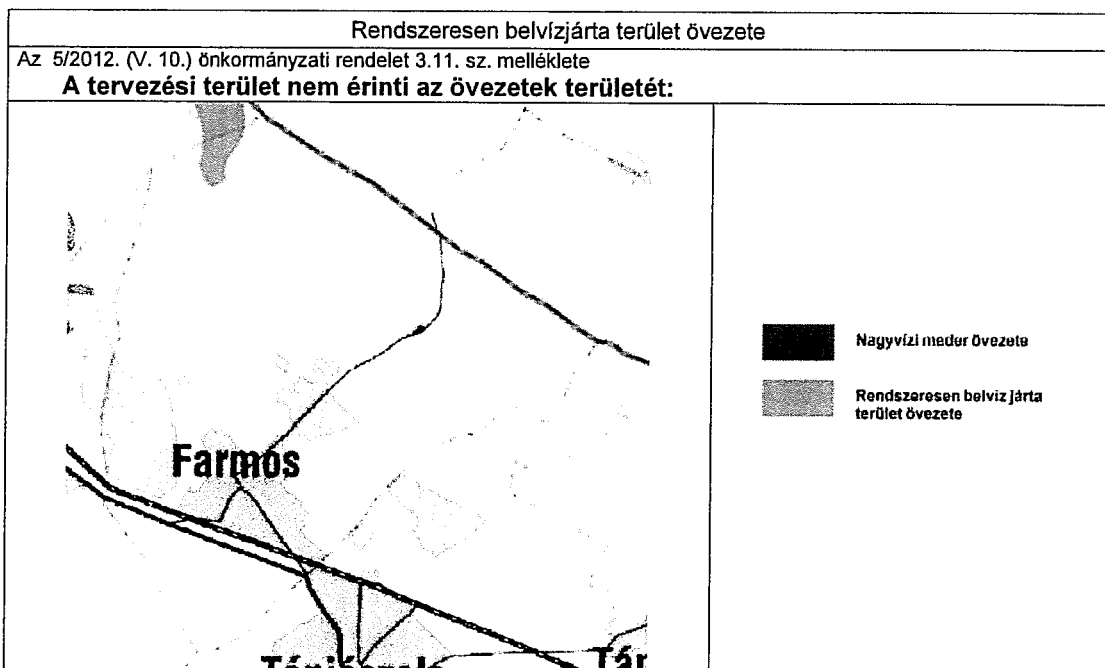 Rendszeresen belvízjárta terület övezete
Az 5/2012. (V. 10.) önkormányzati rendelet 3.11. sz. melléklete
A tervezési terület nem érinti az övezetek területét:
Nagyvízi meder övezete
Rendszeresen belvíz járta
terület övezete
Farmos